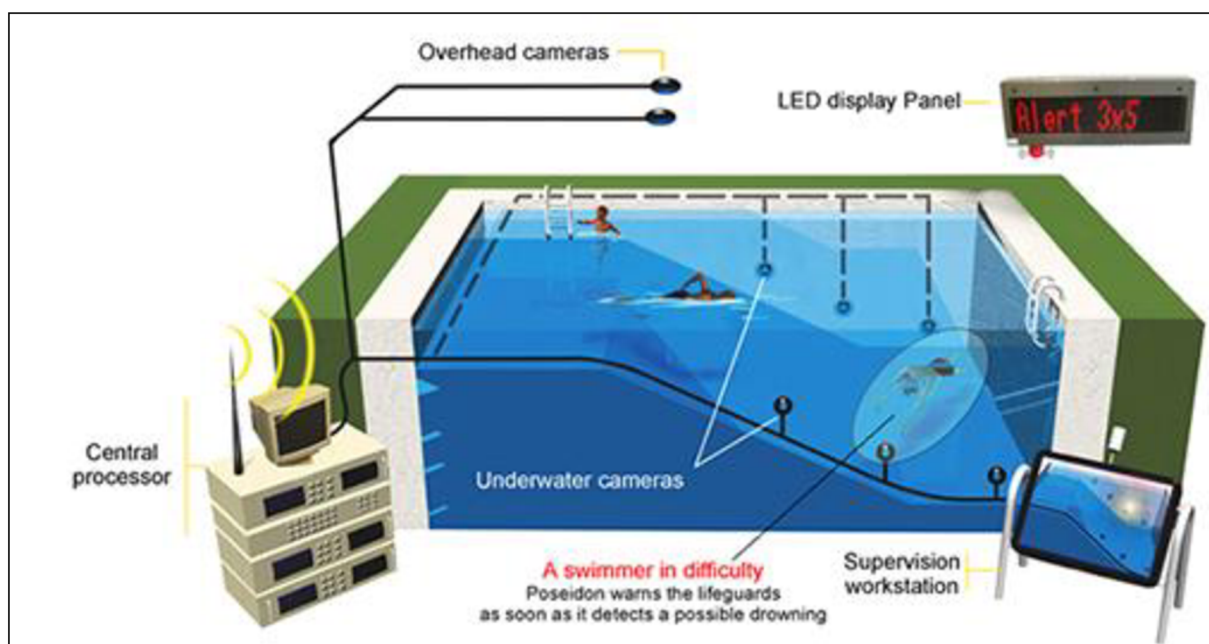 Overhead cameras
LED display Panel
Alert 3x5
Central
processor
Underwater cameras
A swimmer in difficulty
Poseidon warns the lifeguards
as soon as it detects a possible drowning
Supervision
workstation